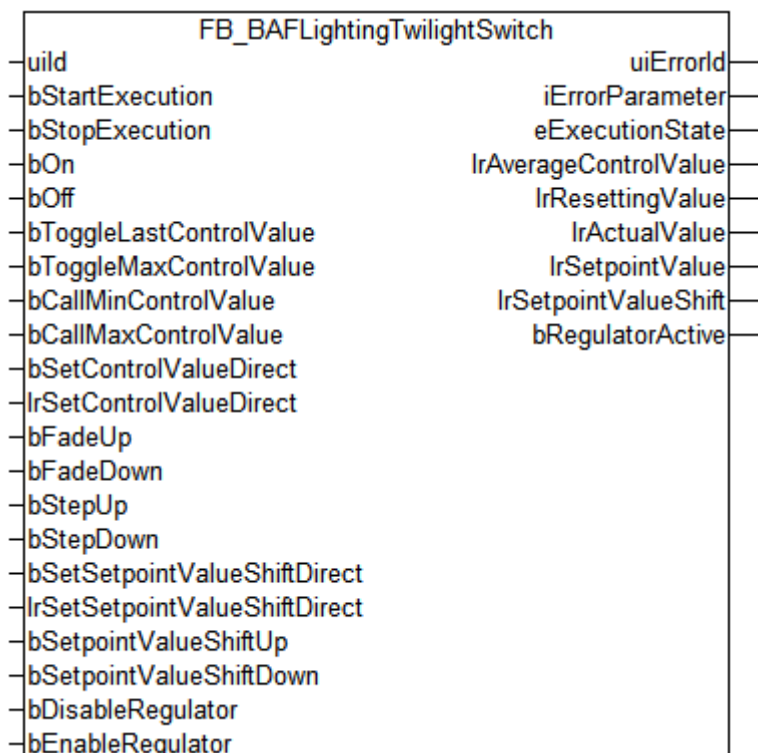 FB_BAFLightingTwilightSwitch
uiId uiErrorId
bStartExecution iErrorParameter
bStopExecution eExecutionState
bOn lrAverageControlValue
bOff lrResettingValue
bToggleLastControlValue lrActualValue
bToggleMaxControlValue lrSetpointValue
bCallMinControlValue lrSetpointValueShift
bCallMaxControlValue bRegulatorActive
bSetControlValueDirect
lrSetControlValueDirect
bFadeUp
bFadeDown
bStepUp
bStepDown
bSetSetpointValueShiftDirect
lrSetSetpointValueShiftDirect
bSetpointValueShiftUp
bSetpointValueShiftDown
bDisableRegulator
bEnableRegulator